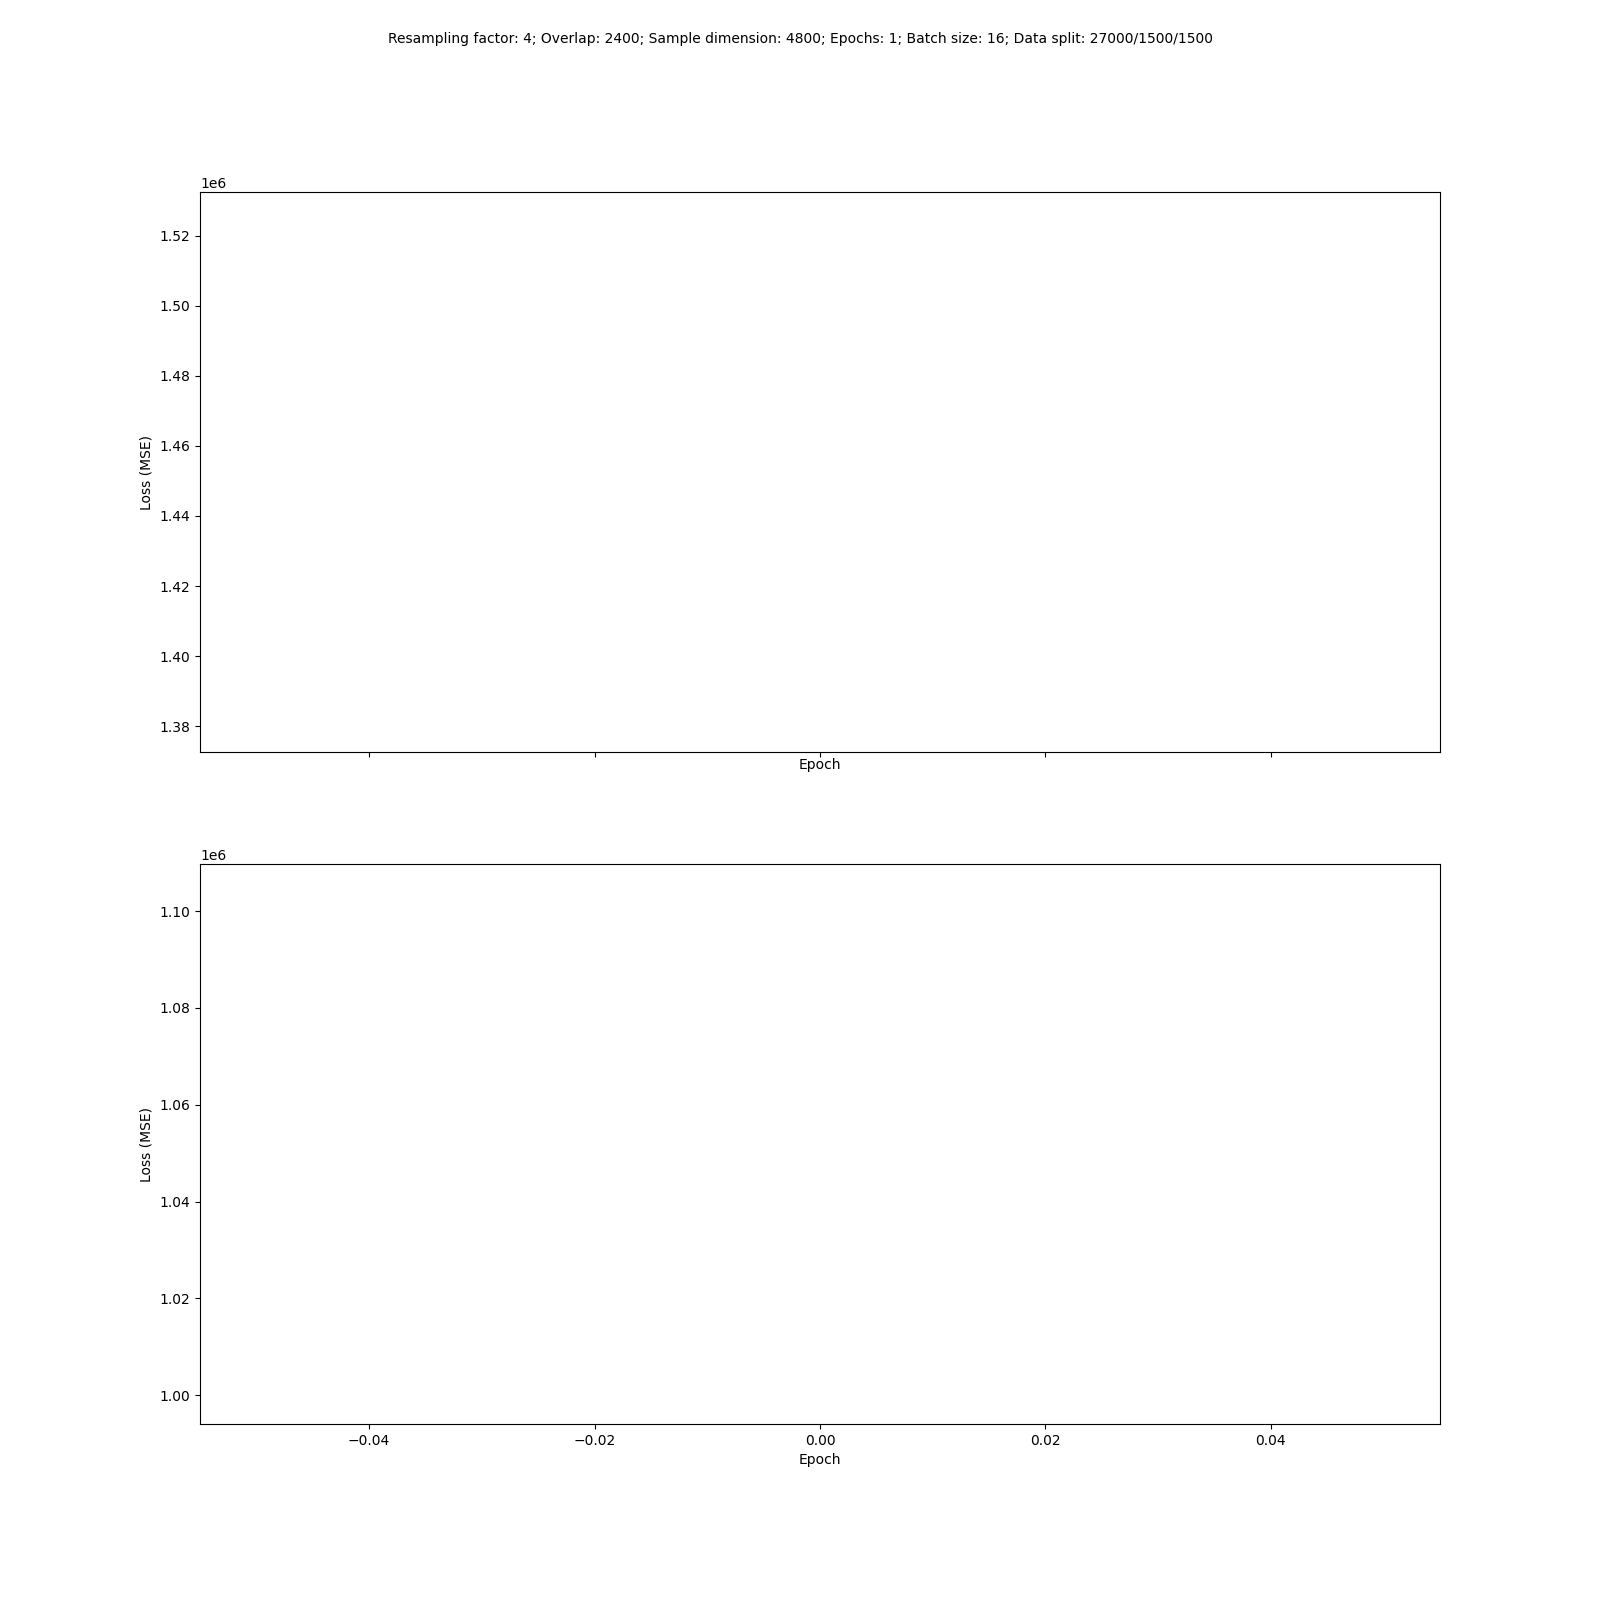 Resampling factor: 4; Overlap: 2400; Sample dimension: 4800; Epochs: 1; Batch size: 16; Data split: 27000/1500/1500
1e6
1.52
1.50
1.48
1.46
1.44
1.42
1.40
1.38
Loss (MSE)
Epoch
1e6
1.10
1.08
1.06
1.04
1.02
1.00
Loss (MSE)
−0.04 −0.02 0.00 0.02 0.04
Epoch